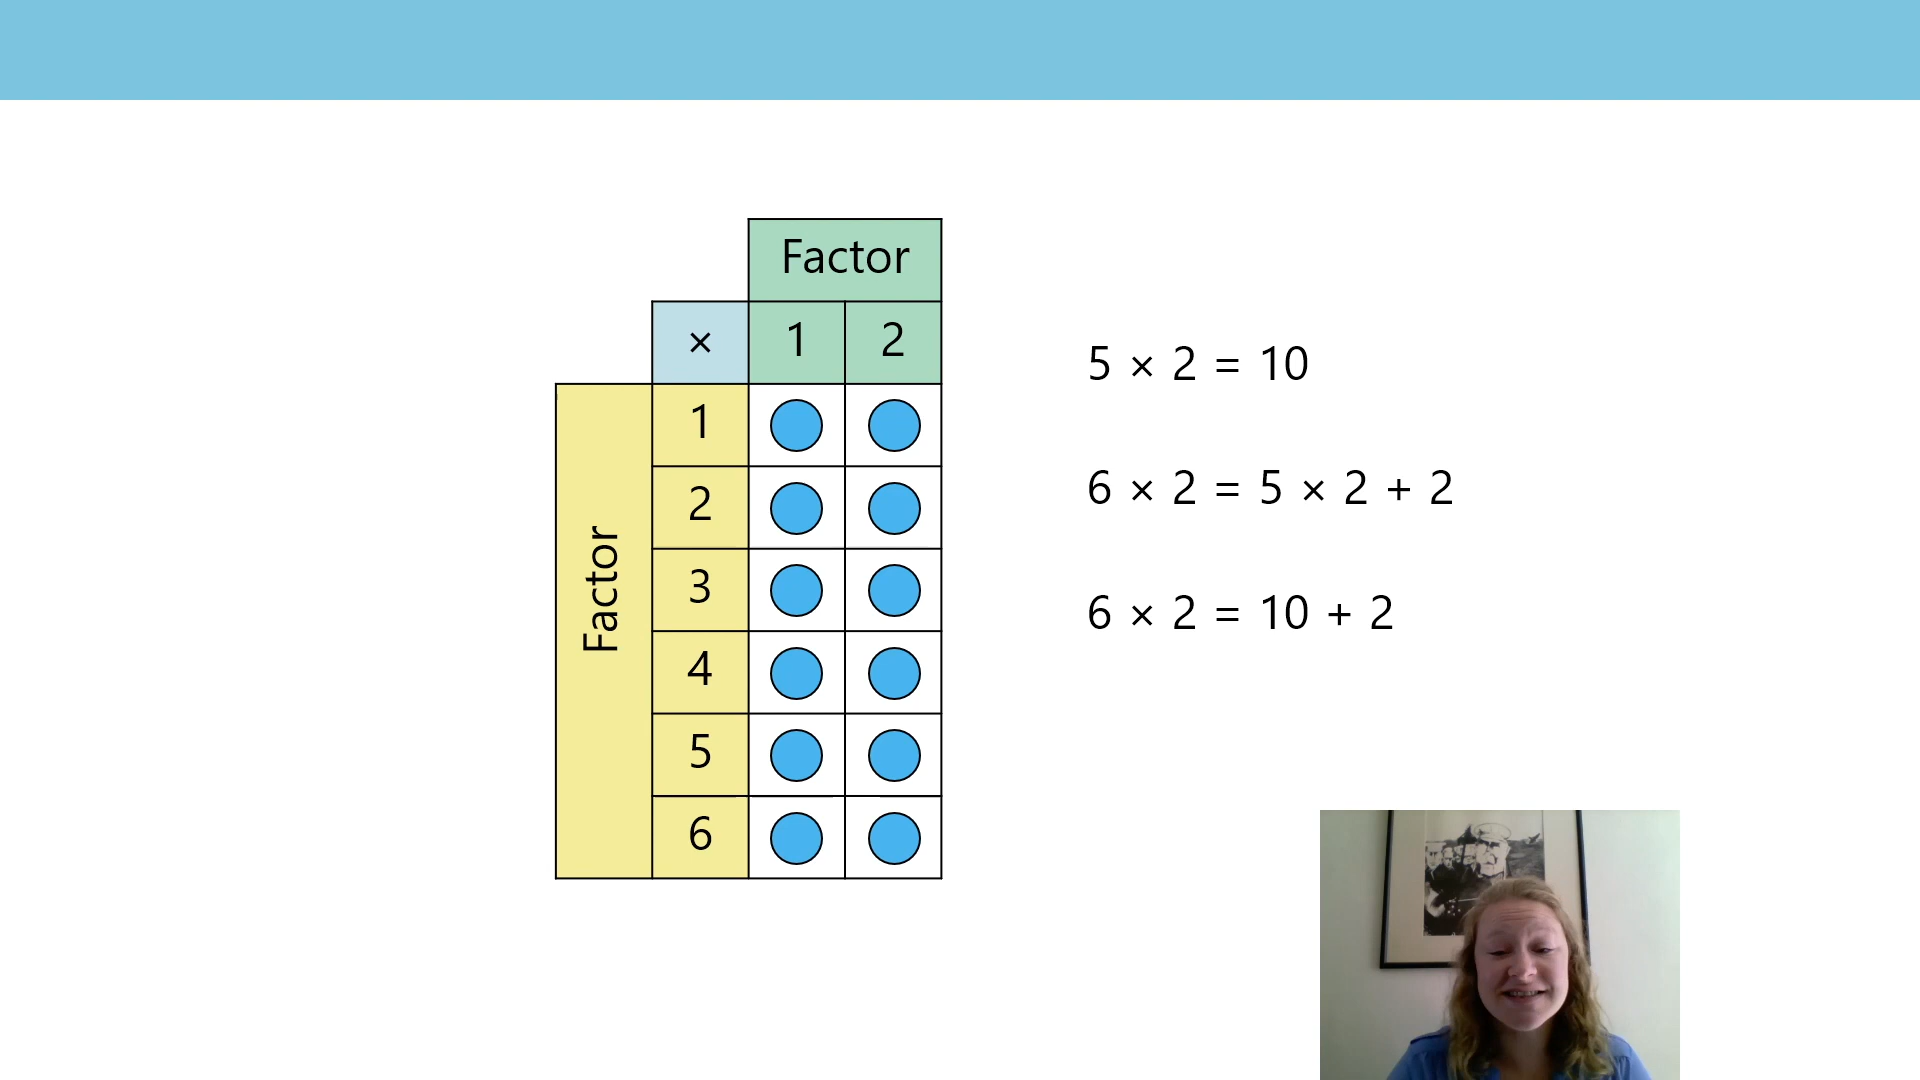 Factor
× 1 2
Factor
1
2
3
4
5
6
5 × 2 = 10
6 × 2 = 5 × 2 + 2
6 × 2 = 10 + 2